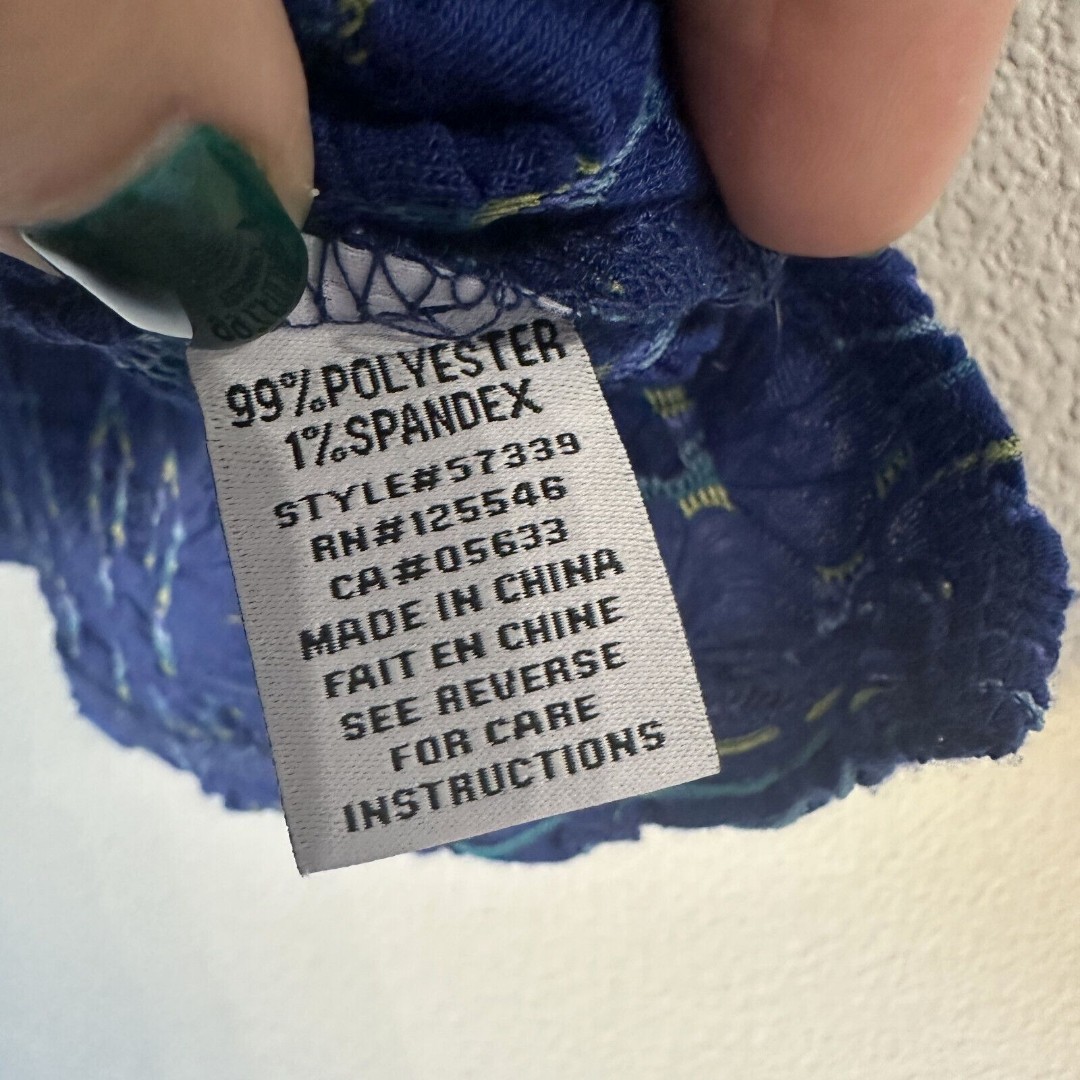 99%POLYESTER
1%SPANDEX
STYLE#57339
RN#125546
CA#05633
MADE IN CHINA
FAIT EN CHINE
SEE REVERSE
FOR CARE
INSTRUCTIONS